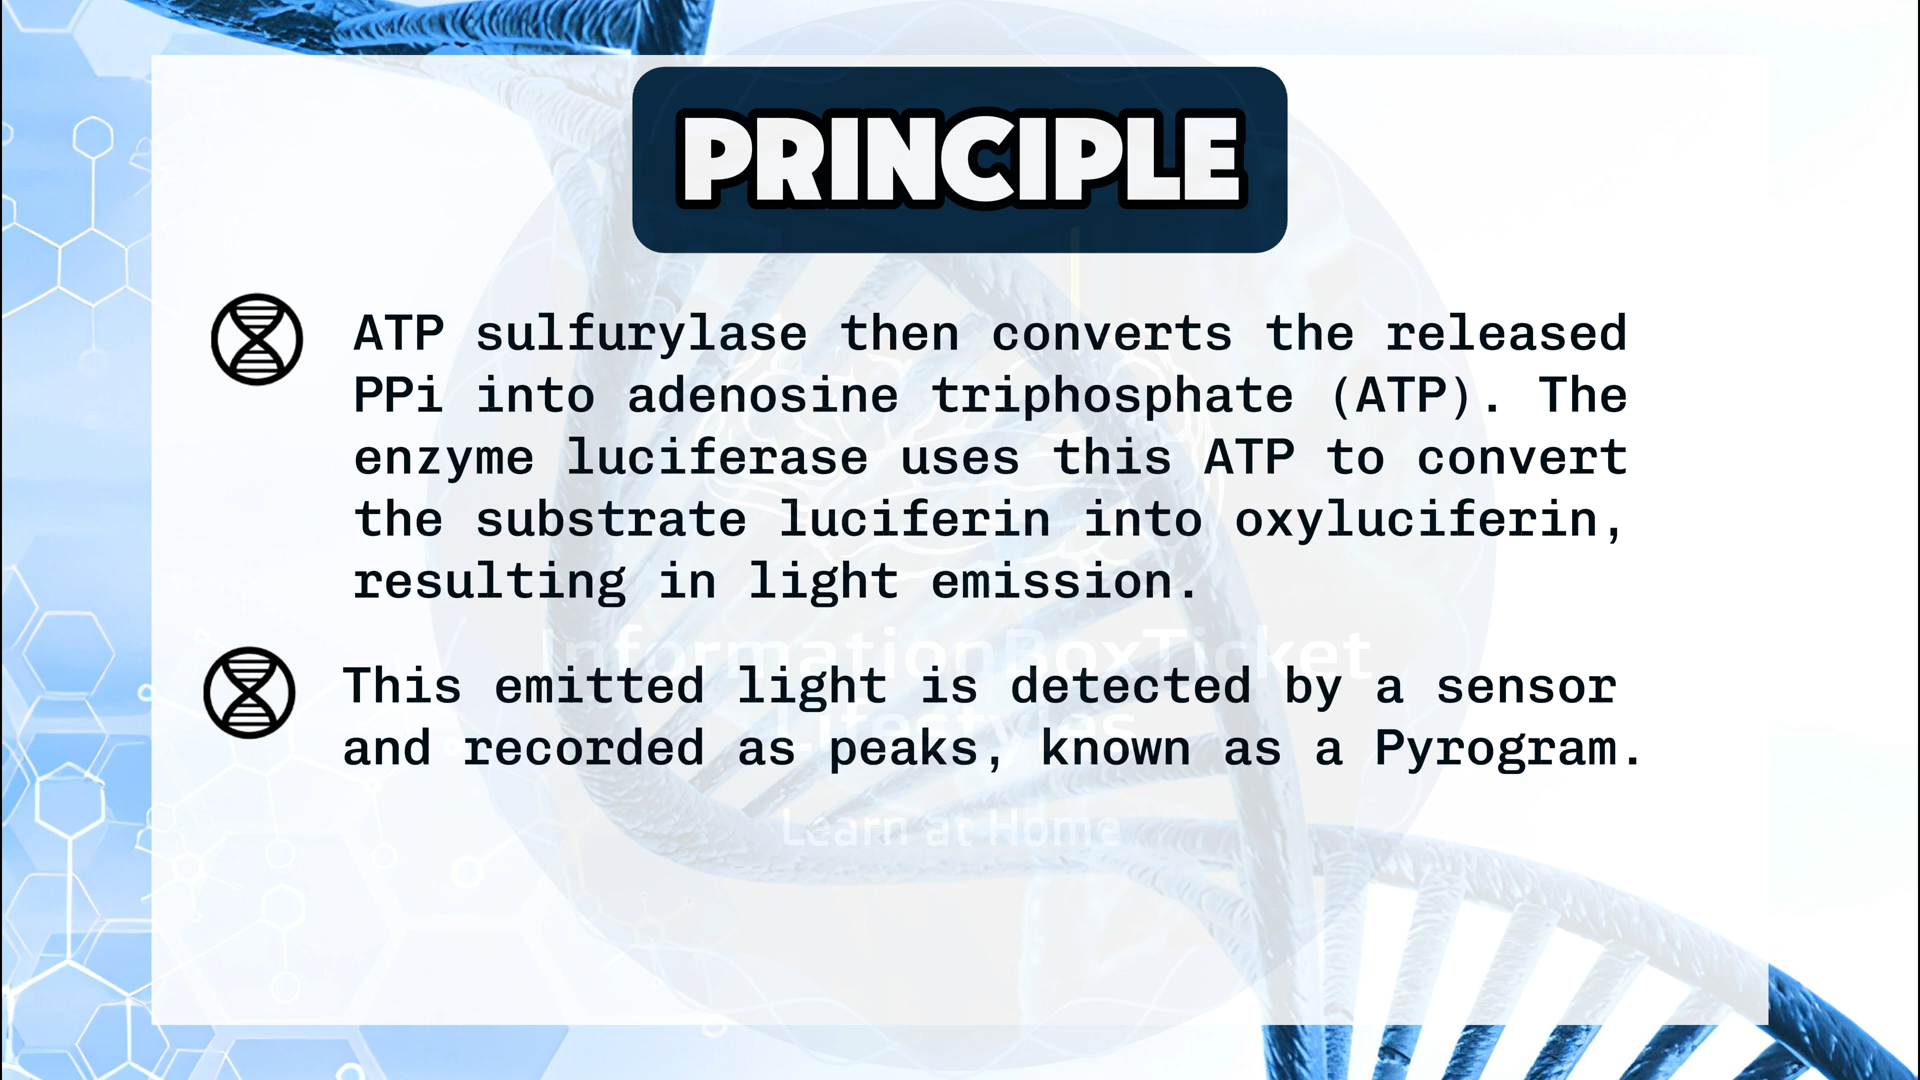 PRINCIPLE
ATP sulfurylase then converts the released
PPi into adenosine triphosphate (ATP). The
enzyme luciferase uses this ATP to convert
the substrate luciferin into oxyluciferin,
resulting in light emission.
InformationBoxTicket
This emitted light is detected by a sensor
Lifestyles
and recorded as peaks, known as a Pyrogram.
Learn at Home